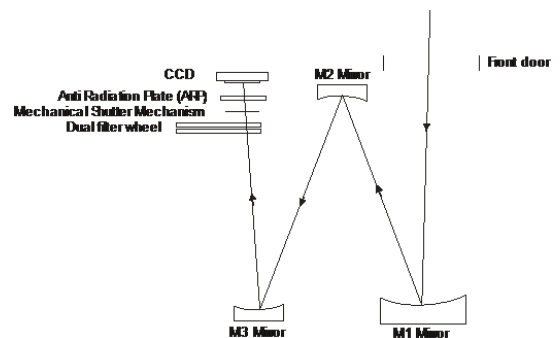 CCD
M2 Mirror
Front door
Anti Radiation Plate (ARP)
Mechanical Shutter Mechanism
Dual filter wheel
M3 Mirror
M1 Mirror